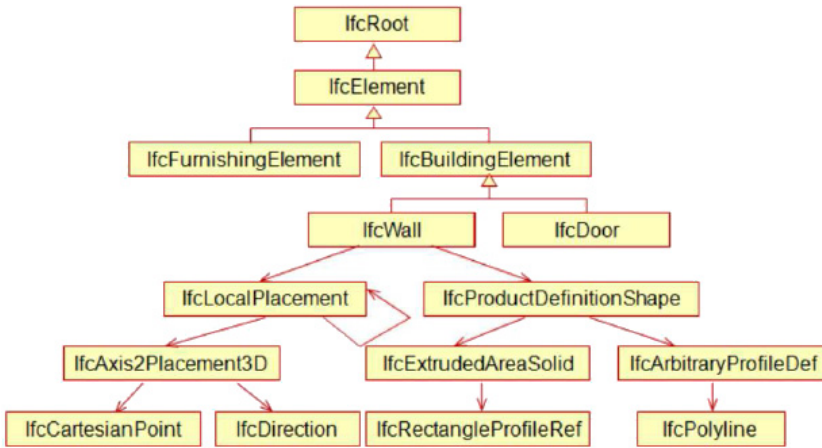 IfcRoot
IfcElement
IfcFurnishingElement
IfcBuildingElement
IfcWall
IfcDoor
IfcLocalPlacement
IfcProductDefinitionShape
IfcAxis2Placement3D
IfcExtrudedAreaSolid
IfcArbitraryProfileDef
IfcCartesianPoint
IfcDirection
IfcRectangleProfileRef
IfcPolyline